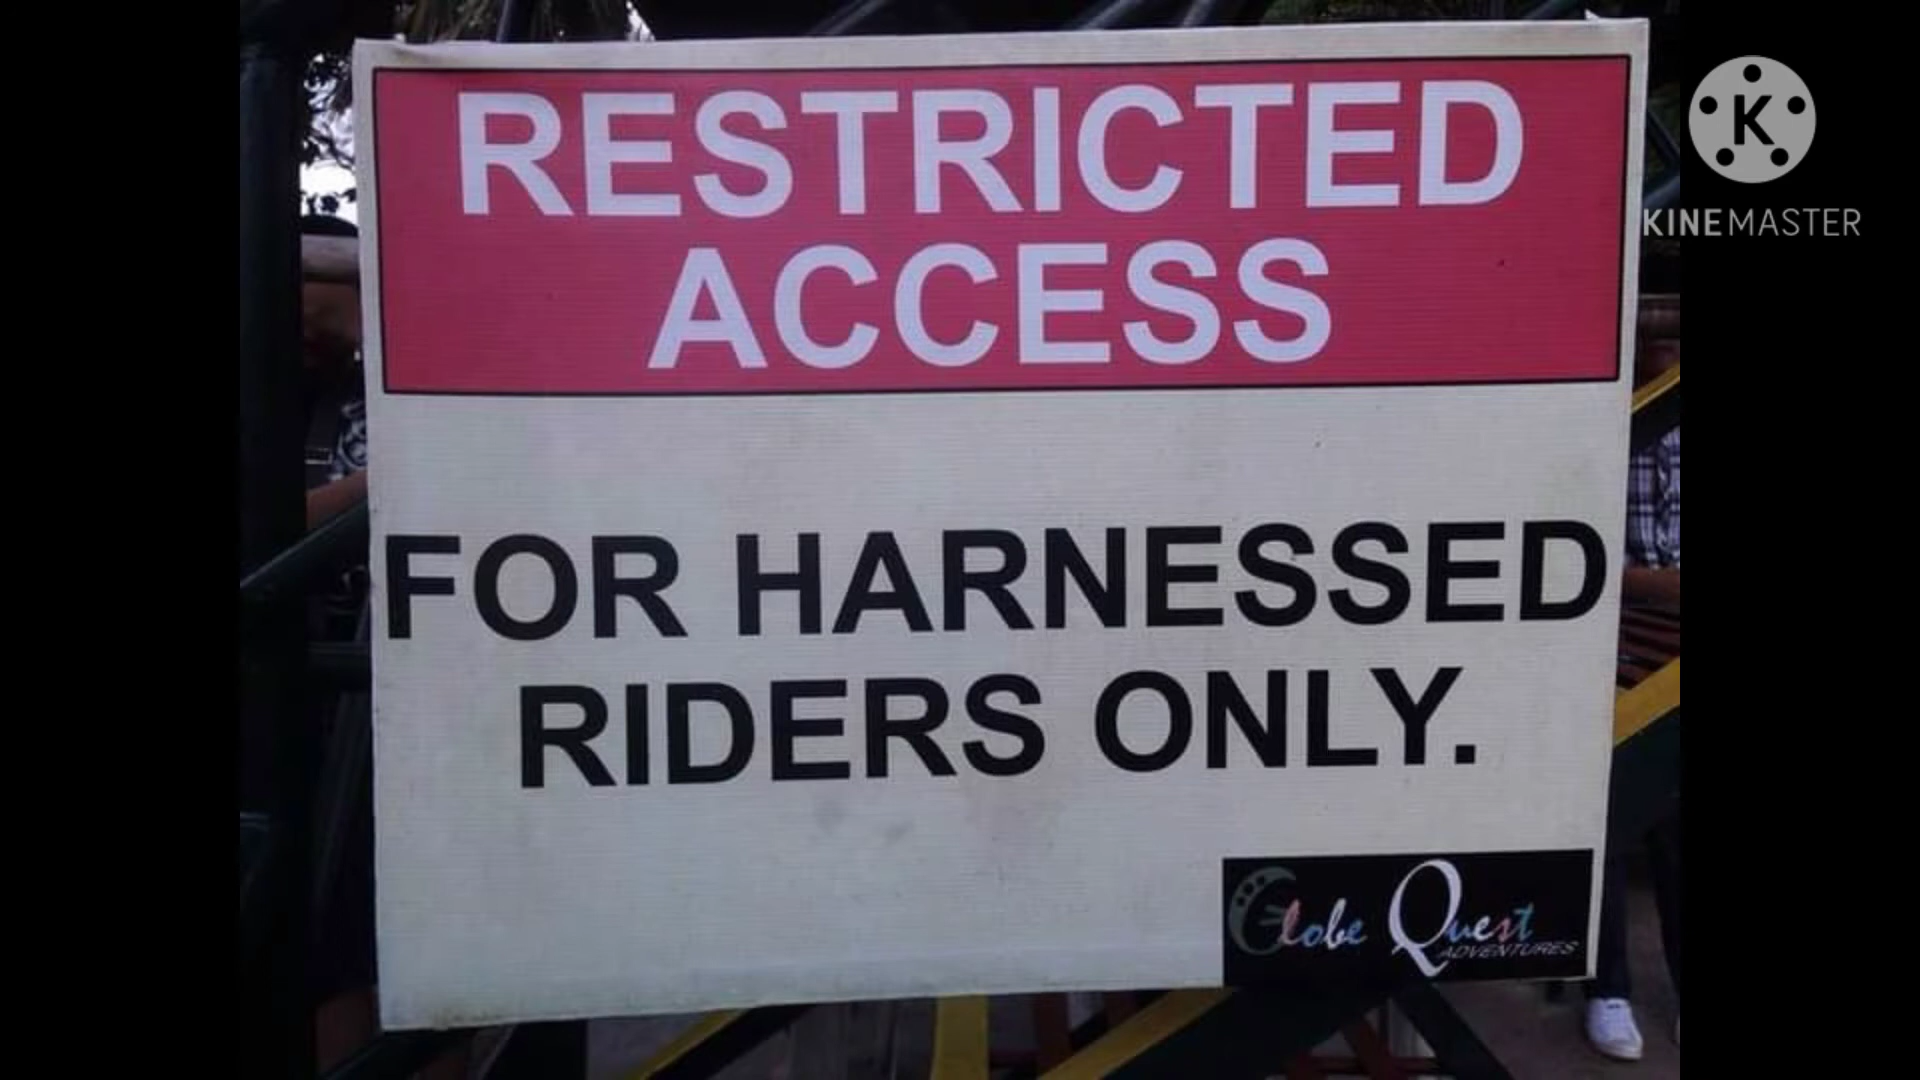 RESTRICTED
ACCESS
FOR HARNESSED
RIDERS ONLY.
Globe Quest
ADVENTURES
K
KINEMASTER